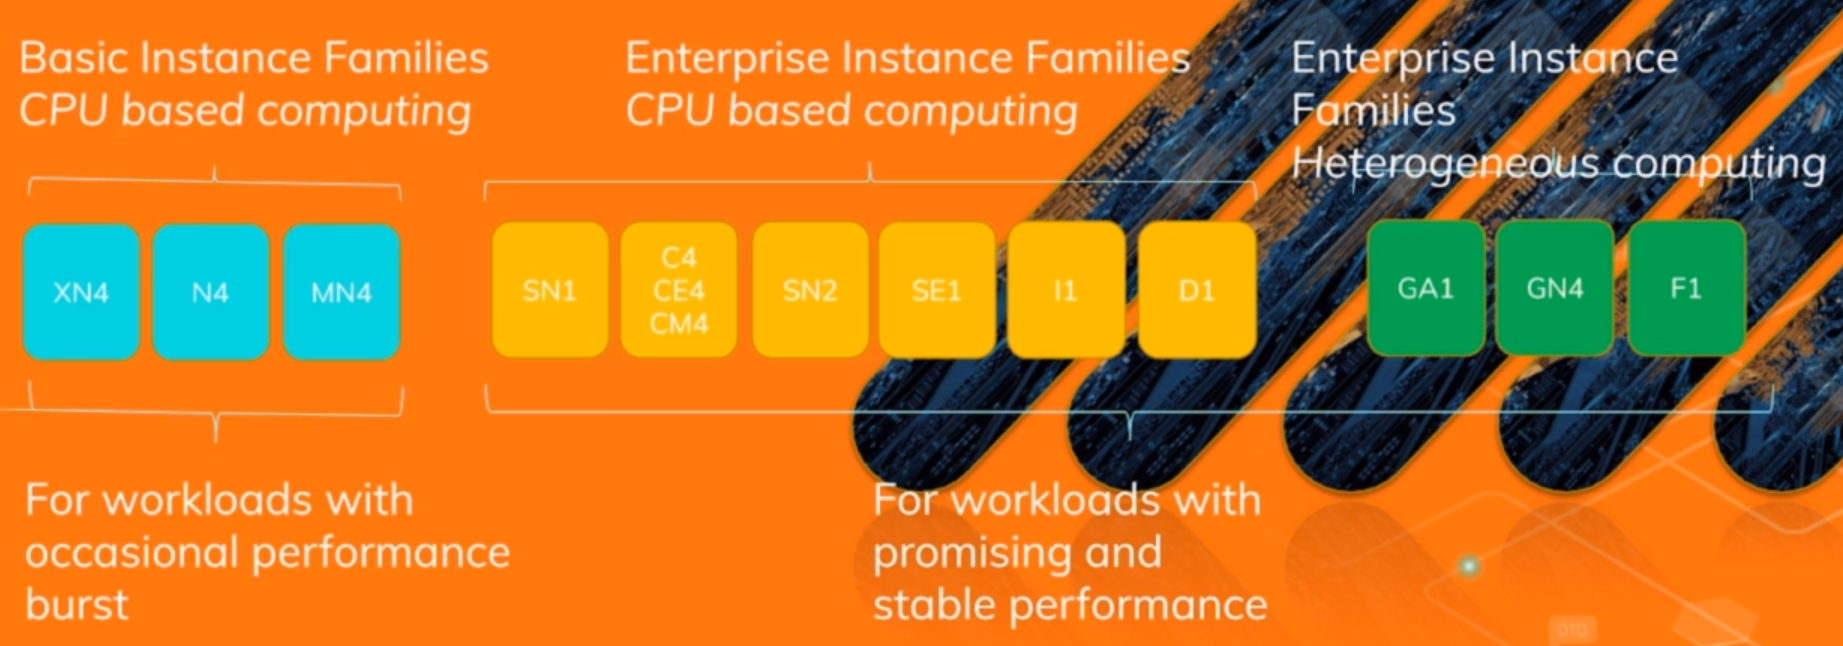 Basic Instance Families
CPU based computing
Enterprise Instance Families
CPU based computing
Enterprise Instance
Families
Heterogeneous computing
XN4
N4
MN4
SN1
C4
CE4
CM4
SN2
SE1
I1
D1
GA1
GN4
F1
For workloads with
occasional performance
burst
For workloads with
promising and
stable performance
010